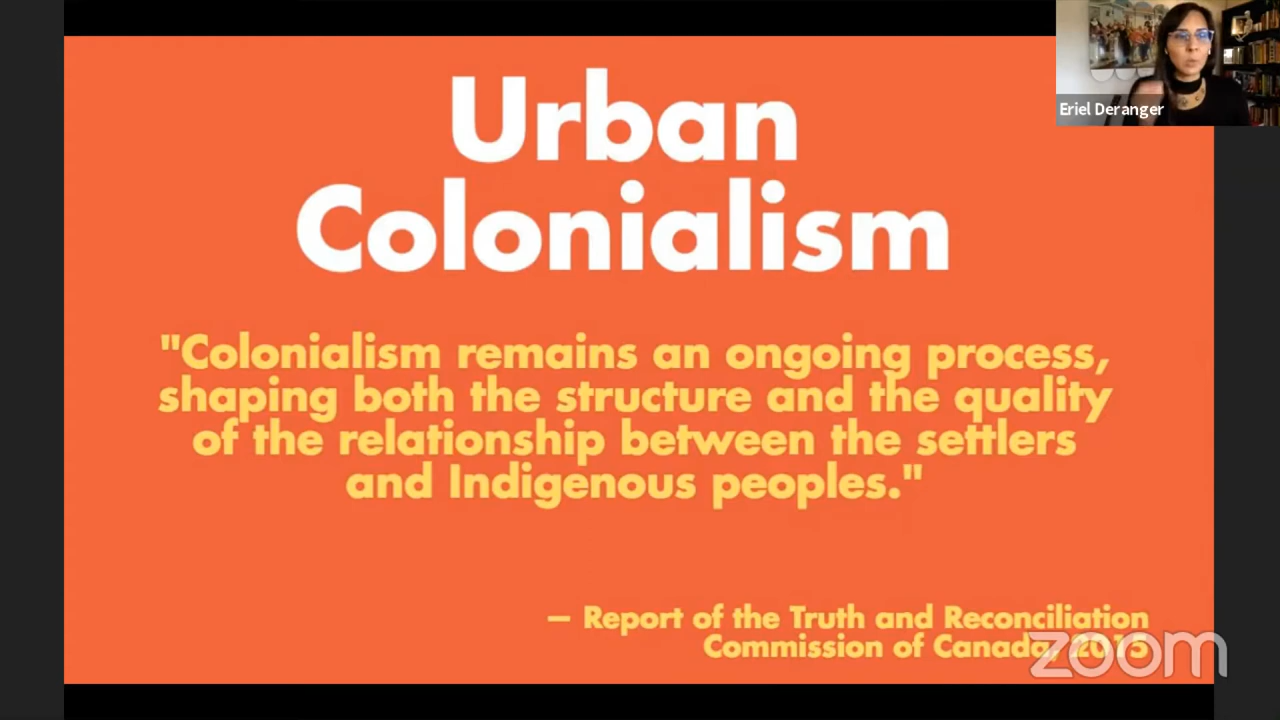 Eriel Deranger
Urban
Colonialism
"Colonialism remains an ongoing process,
shaping both the structure and the quality
of the relationship between the settlers
and Indigenous peoples."
– Report of the Truth and Reconciliation
Commission of Canada, 2015
zoom